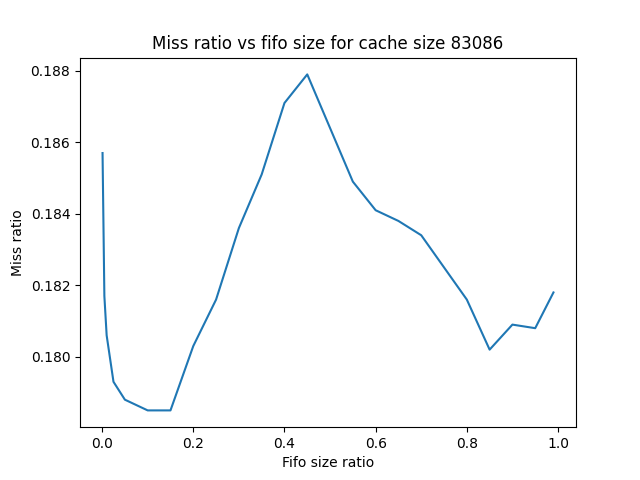 Miss ratio vs fifo size for cache size 83086
0.188
0.186
0.184
0.182
0.180
Miss ratio
0.0 0.2 0.4 0.6 0.8 1.0
Fifo size ratio